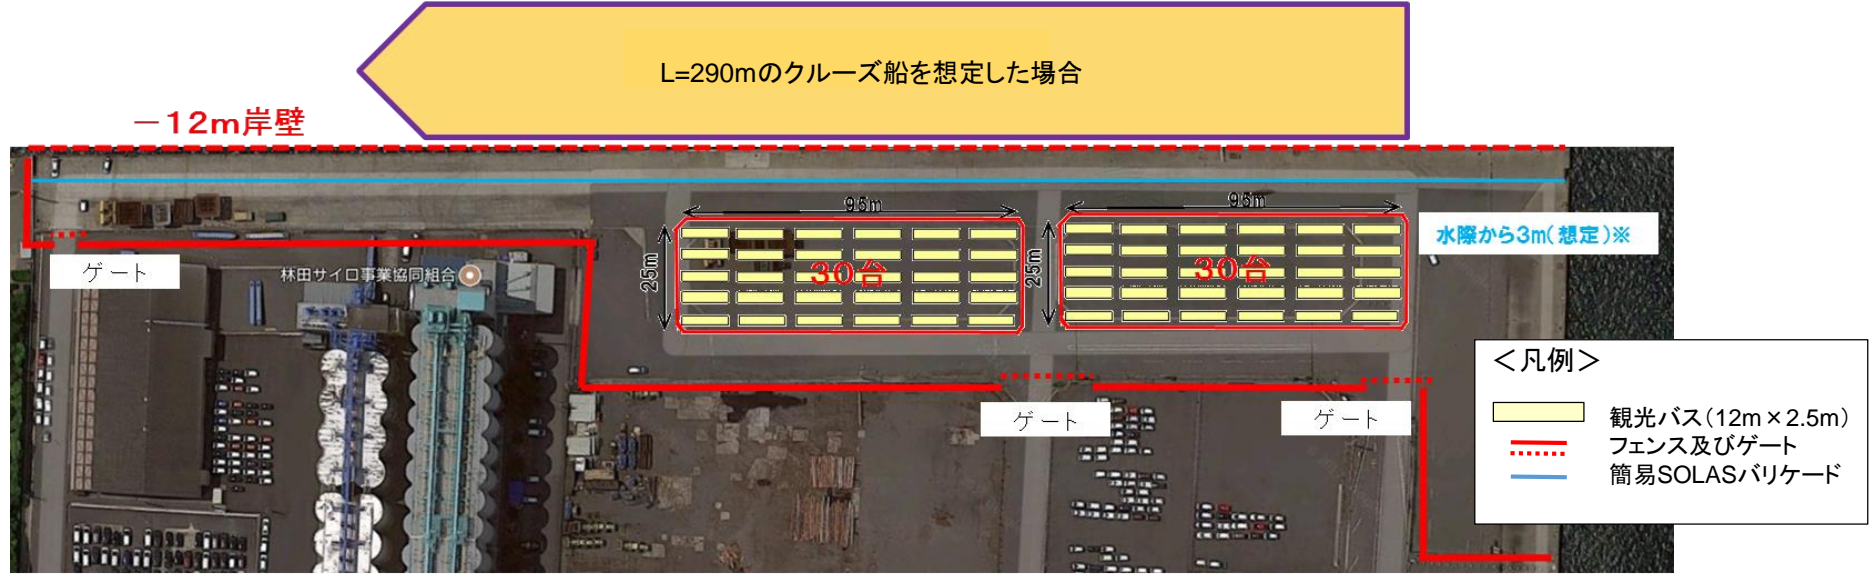 L=290mのクルーズ船を想定した場合
－12m岸壁
95m
95m
水際から3m(想定)※
25m
30台
25m
30台
ゲート
林田サイロ事業協同組合
ゲート
ゲート
＜凡例＞
観光バス(12m×2.5m)
フェンス及びゲート
簡易SOLASバリケード